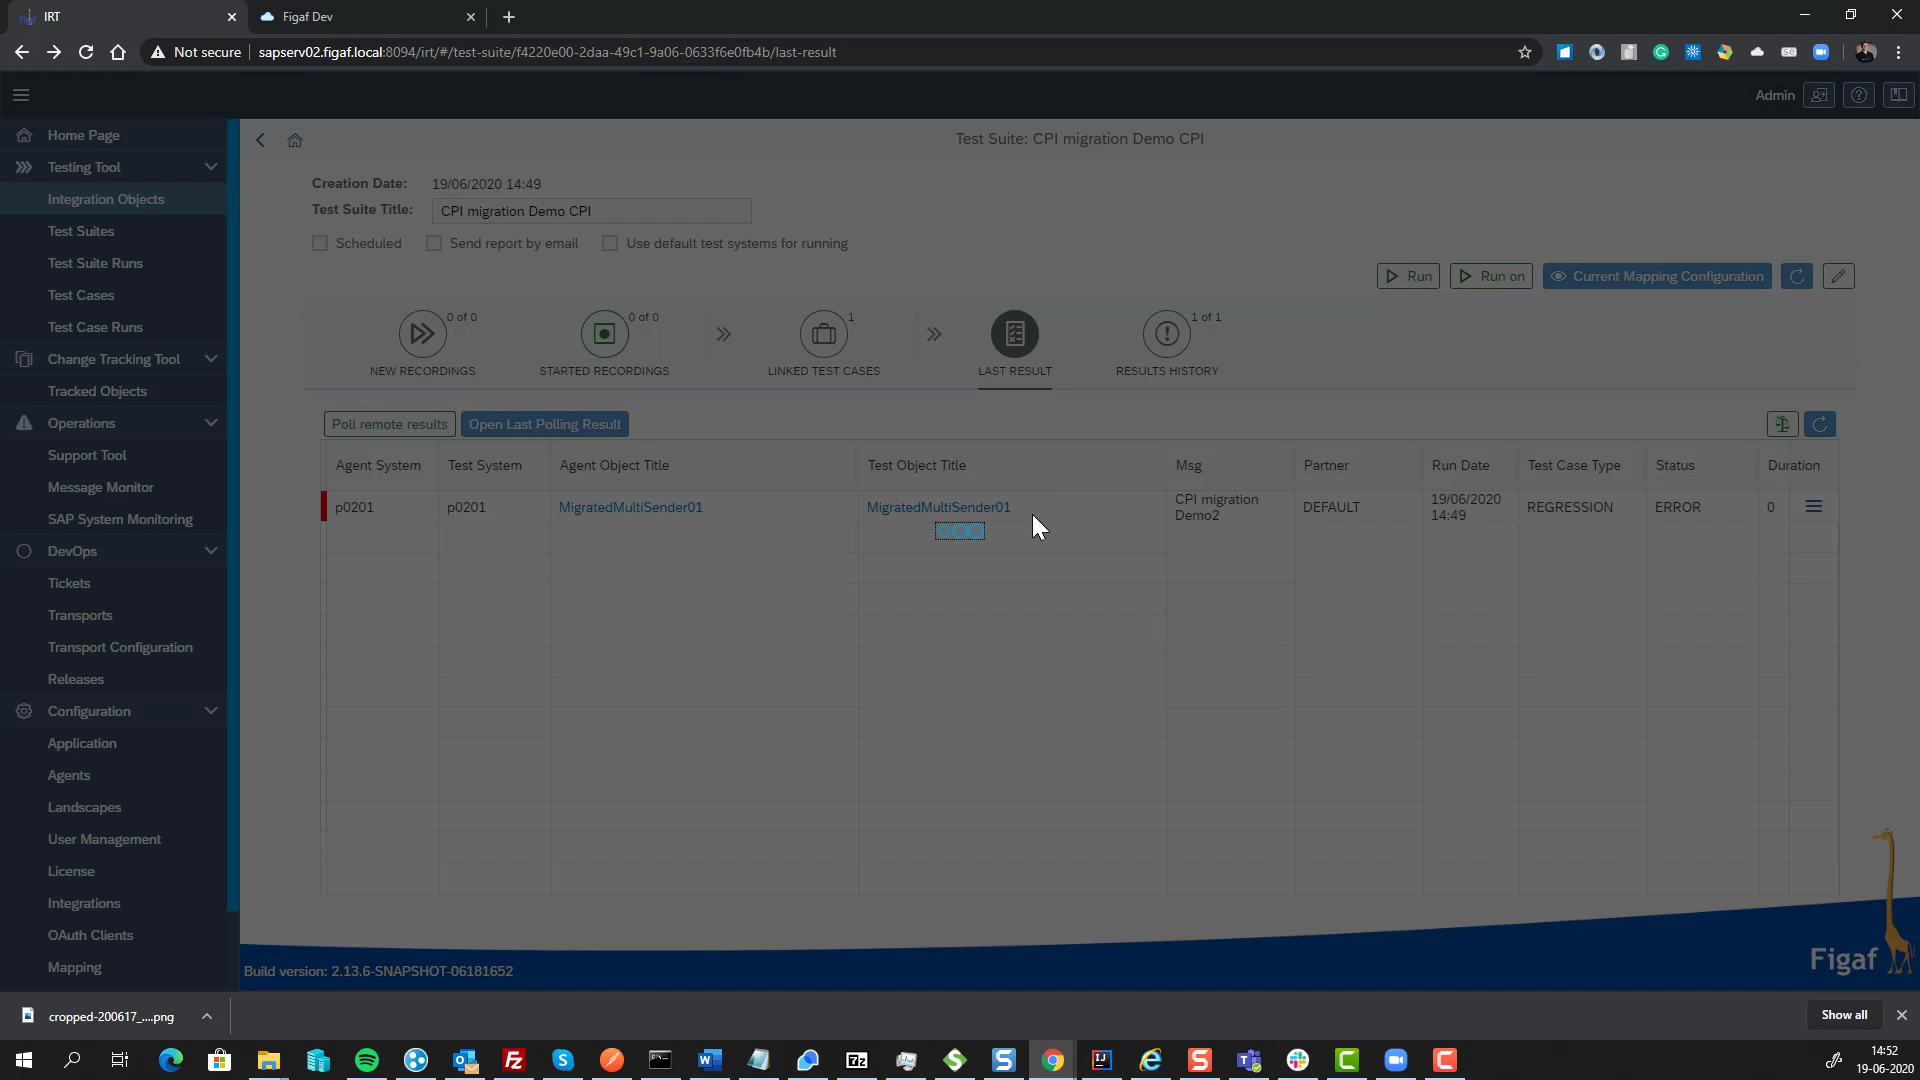 IRT
Figaf Dev
Not secure
sapserv02.figaf.local:8094/irt/#/test-suite/f4220e00-2daa-49c1-9a06-0633f6e0fb4b/last-result
Admin
Home Page
Testing Tool
Integration Objects
Test Suites
Test Suite Runs
Test Cases
Test Case Runs
Change Tracking Tool
Tracked Objects
Operations
Support Tool
Message Monitor
SAP System Monitoring
DevOps
Tickets
Transports
Transport Configuration
Releases
Configuration
Application
Agents
Landscapes
User Management
License
Integrations
OAuth Clients
Mapping
Test Suite: CPI migration Demo CPI
Creation Date: 19/06/2020 14:49
Test Suite Title: CPI migration Demo CPI
Scheduled Send report by email Use default test systems for running
Run Run on Current Mapping Configuration
0 of 0 0 of 0 1 1 of 1
NEW RECORDINGS STARTED RECORDINGS LINKED TEST CASES LAST RESULT RESULTS HISTORY
Poll remote results Open Last Polling Result
Agent System Test System Agent Object Title Test Object Title Msg Partner Run Date Test Case Type Status Duration
p0201 p0201 MigratedMultiSender01 MigratedMultiSender01 CPI migration Demo2 DEFAULT 19/06/2020 14:49 REGRESSION ERROR 0
Figaf
Build version: 2.13.6-SNAPSHOT-06181652
cropped-200617_....png
Show all
14:52
19-06-2020